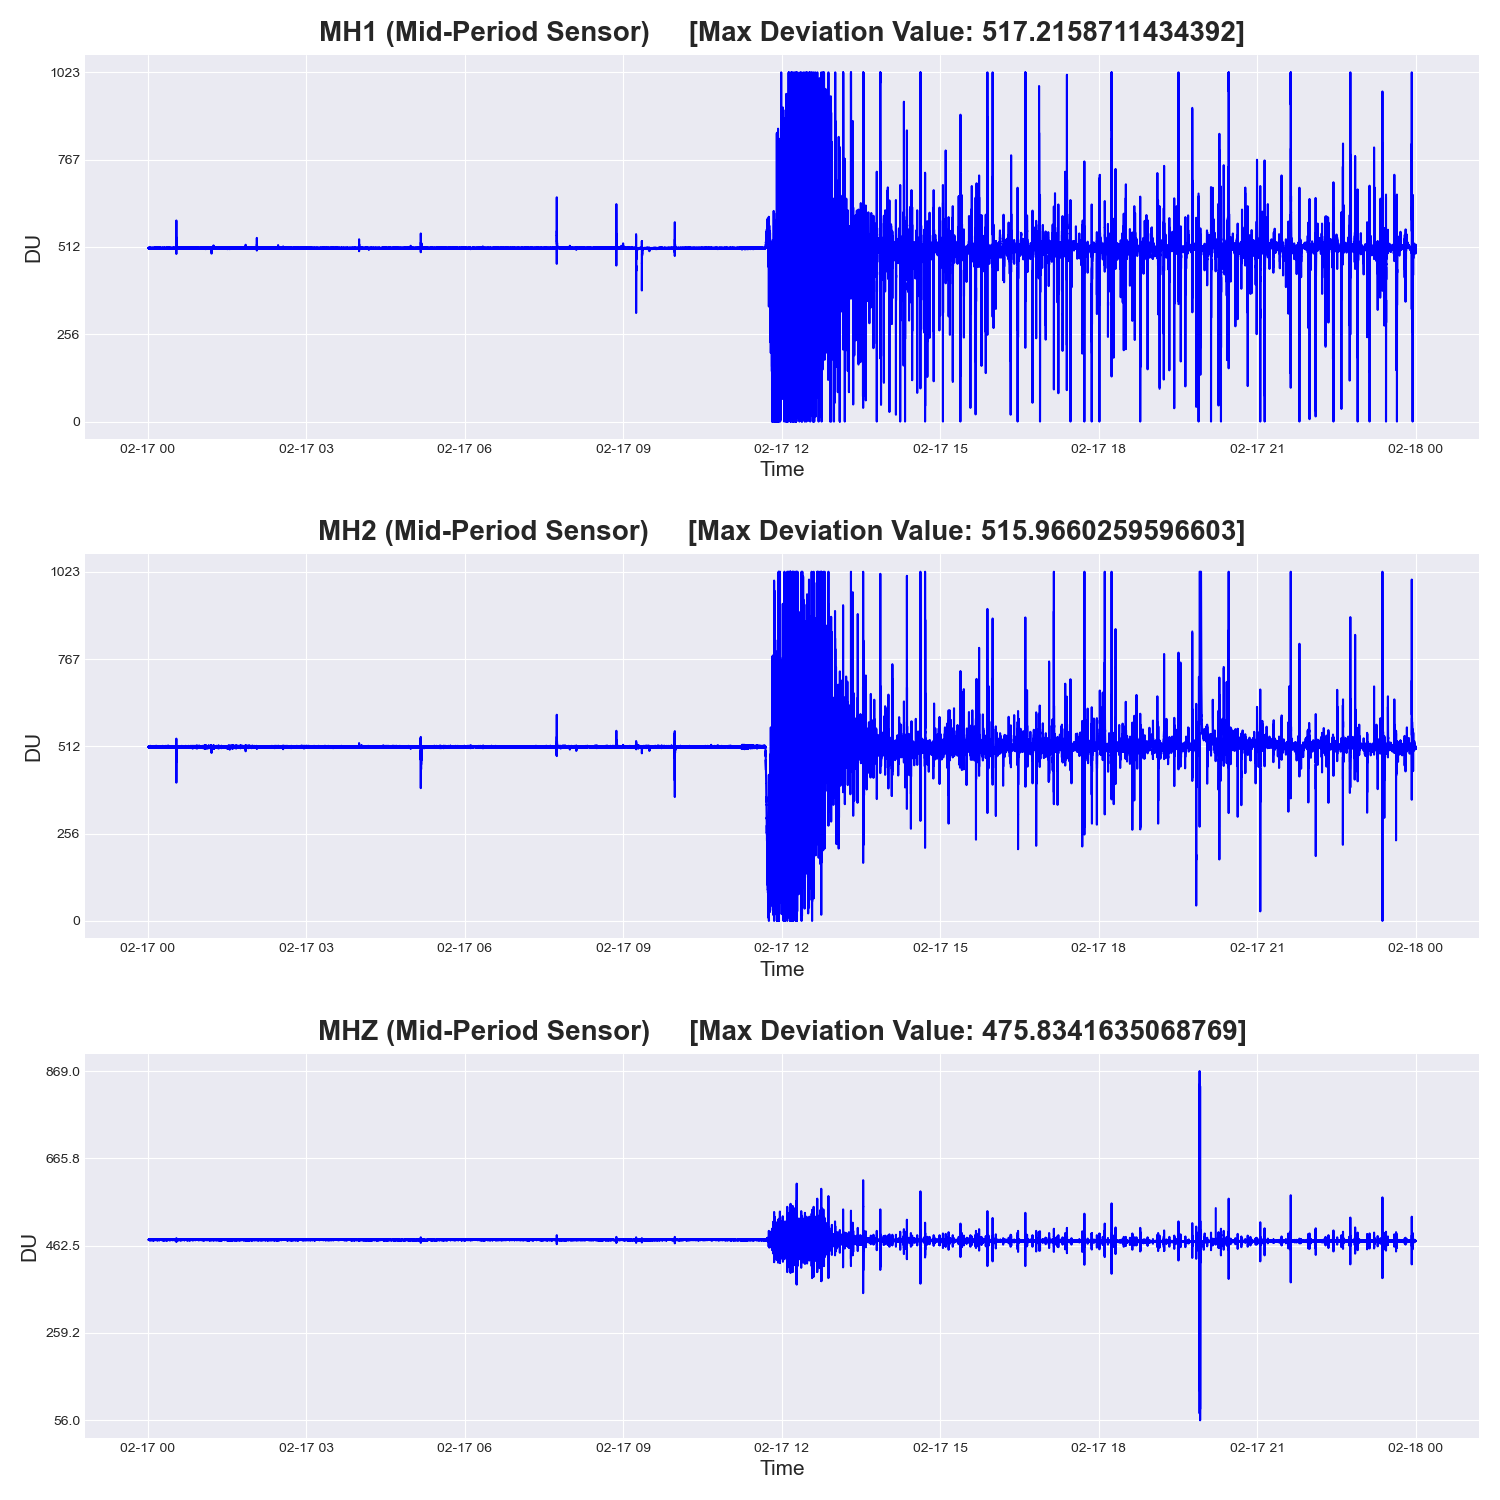 MH1 (Mid-Period Sensor)     [Max Deviation Value: 517.2158711434392]
1023
767
512
256
0
DU
02-17 00 02-17 03 02-17 06 02-17 09 02-17 12 02-17 15 02-17 18 02-17 21 02-18 00
Time
MH2 (Mid-Period Sensor)     [Max Deviation Value: 515.9660259596603]
1023
767
512
256
0
DU
02-17 00 02-17 03 02-17 06 02-17 09 02-17 12 02-17 15 02-17 18 02-17 21 02-18 00
Time
MHZ (Mid-Period Sensor)     [Max Deviation Value: 475.8341635068769]
869.0
665.8
462.5
259.2
56.0
DU
02-17 00 02-17 03 02-17 06 02-17 09 02-17 12 02-17 15 02-17 18 02-17 21 02-18 00
Time